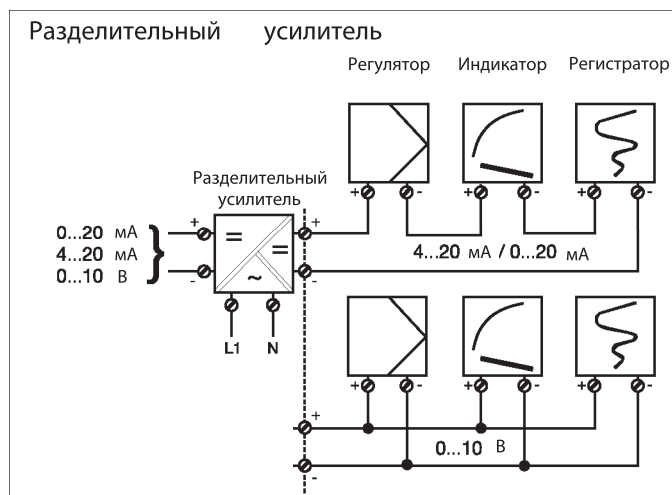 Разделительный усилитель
Регулятор Индикатор Регистратор
+ - + - + -
Разделительный
усилитель
0...20 мА
4...20 мА
0...10 В
+ -
= = ~
+ -
4...20 мА / 0...20 мА
L1 N
+ - + - + -
+ -
0...10 В